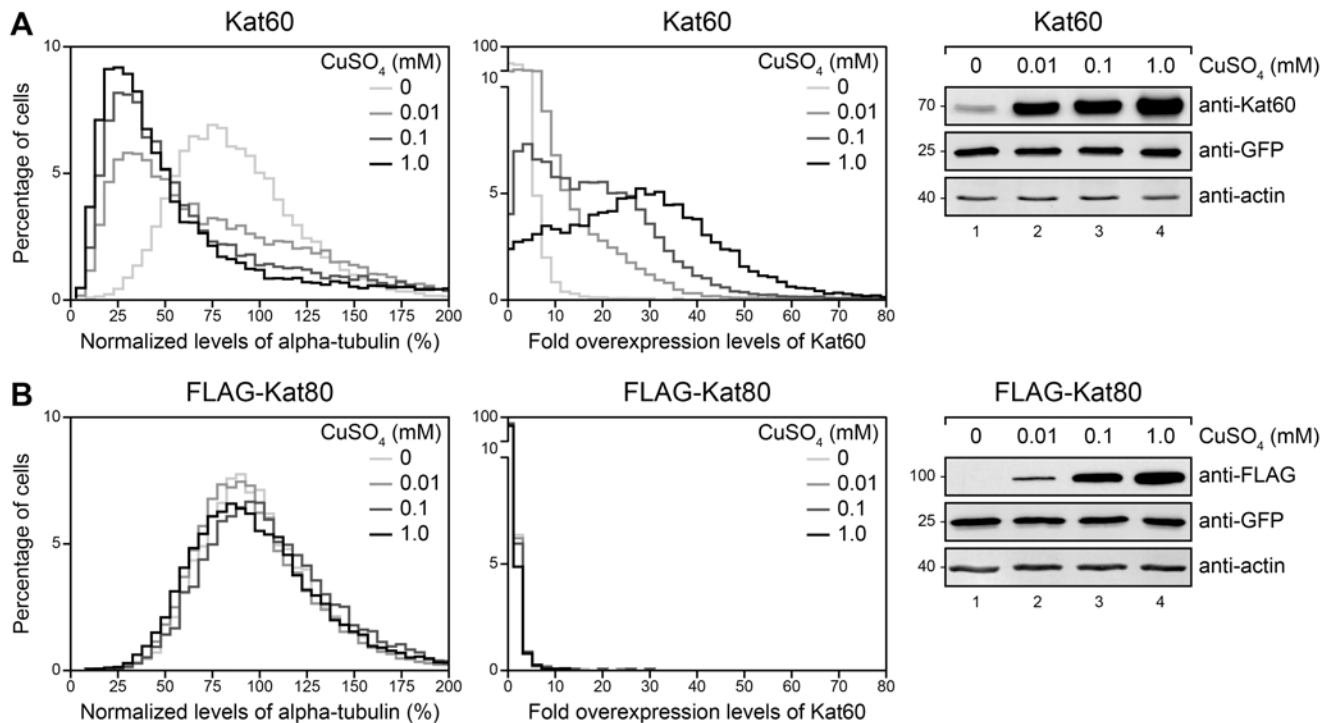 A
Kat60
Percentage of cells
10
5
0
CuSO4 (mM)
0
0.01
0.1
1.0
0 25 50 75 100 125 150 175 200
Normalized levels of alpha-tubulin (%)
Kat60
100
10
5
0
CuSO4 (mM)
0
0.01
0.1
1.0
0 10 20 30 40 50 60 70 80
Fold overexpression levels of Kat60
Kat60
0 0.01 0.1 1.0 CuSO4 (mM)
70 anti-Kat60
25 anti-GFP
40 anti-actin
1 2 3 4
B
FLAG-Kat80
Percentage of cells
10
5
0
CuSO4 (mM)
0
0.01
0.1
1.0
0 25 50 75 100 125 150 175 200
Normalized levels of alpha-tubulin (%)
FLAG-Kat80
100
10
5
0
CuSO4 (mM)
0
0.01
0.1
1.0
0 10 20 30 40 50 60 70 80
Fold overexpression levels of Kat60
FLAG-Kat80
0 0.01 0.1 1.0 CuSO4 (mM)
100 anti-FLAG
25 anti-GFP
40 anti-actin
1 2 3 4